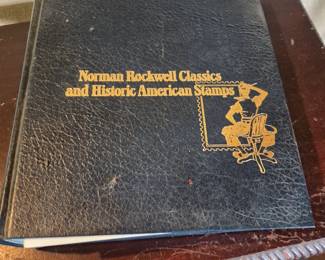 Norman Rockwell Classics
and Historic American Stamps